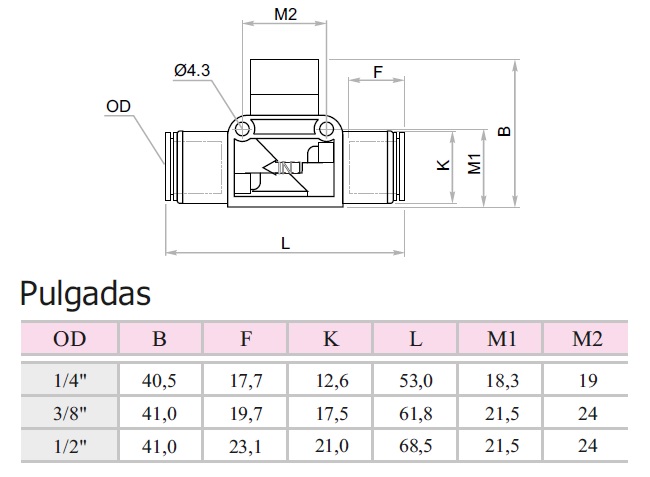 M2
Ø4.3
F
OD
B
K
M1
IN
L
Pulgadas
OD B F K L M1 M2
1/4" 40,5 17,7 12,6 53,0 18,3 19
3/8" 41,0 19,7 17,5 61,8 21,5 24
1/2" 41,0 23,1 21,0 68,5 21,5 24